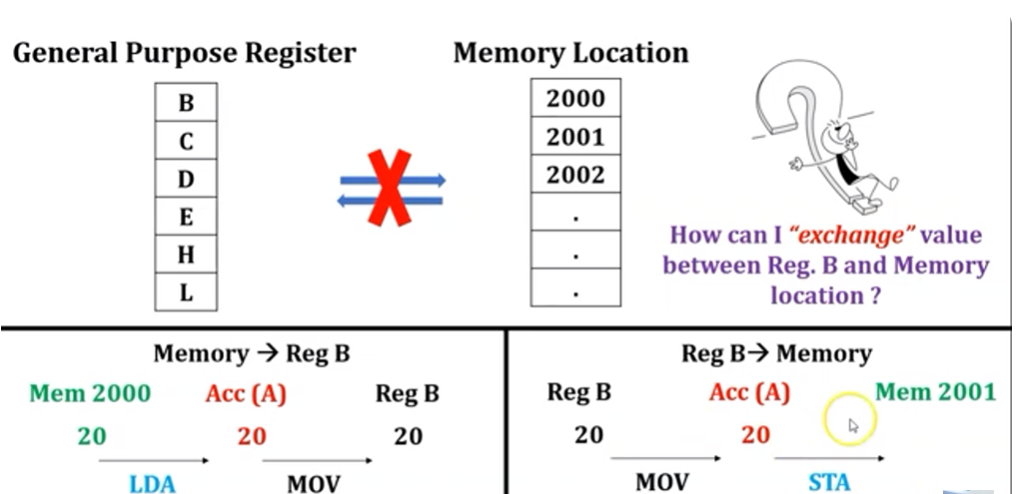 General Purpose Register
B
C
D
E
H
L
Memory Location
2000
2001
2002
.
.
.
How can I “exchange” value
between Reg. B and Memory
location ?
Memory → Reg B
Mem 2000 Acc (A) Reg B
20 20 20
LDA MOV
Reg B→ Memory
Reg B Acc (A) Mem 2001
20 20
MOV STA